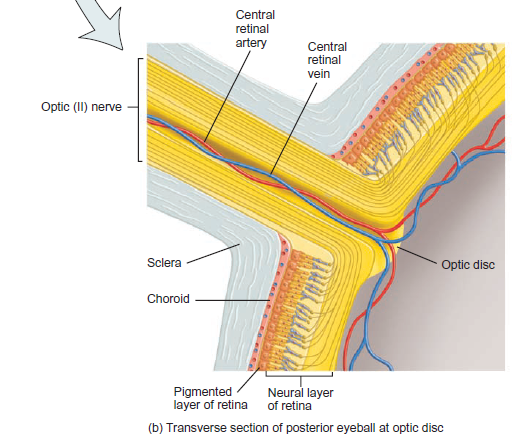 Central
retinal
artery
Central
retinal
vein
Optic (II) nerve
Sclera
Optic disc
Choroid
Pigmented
layer of retina
Neural layer
of retina
(b) Transverse section of posterior eyeball at optic disc